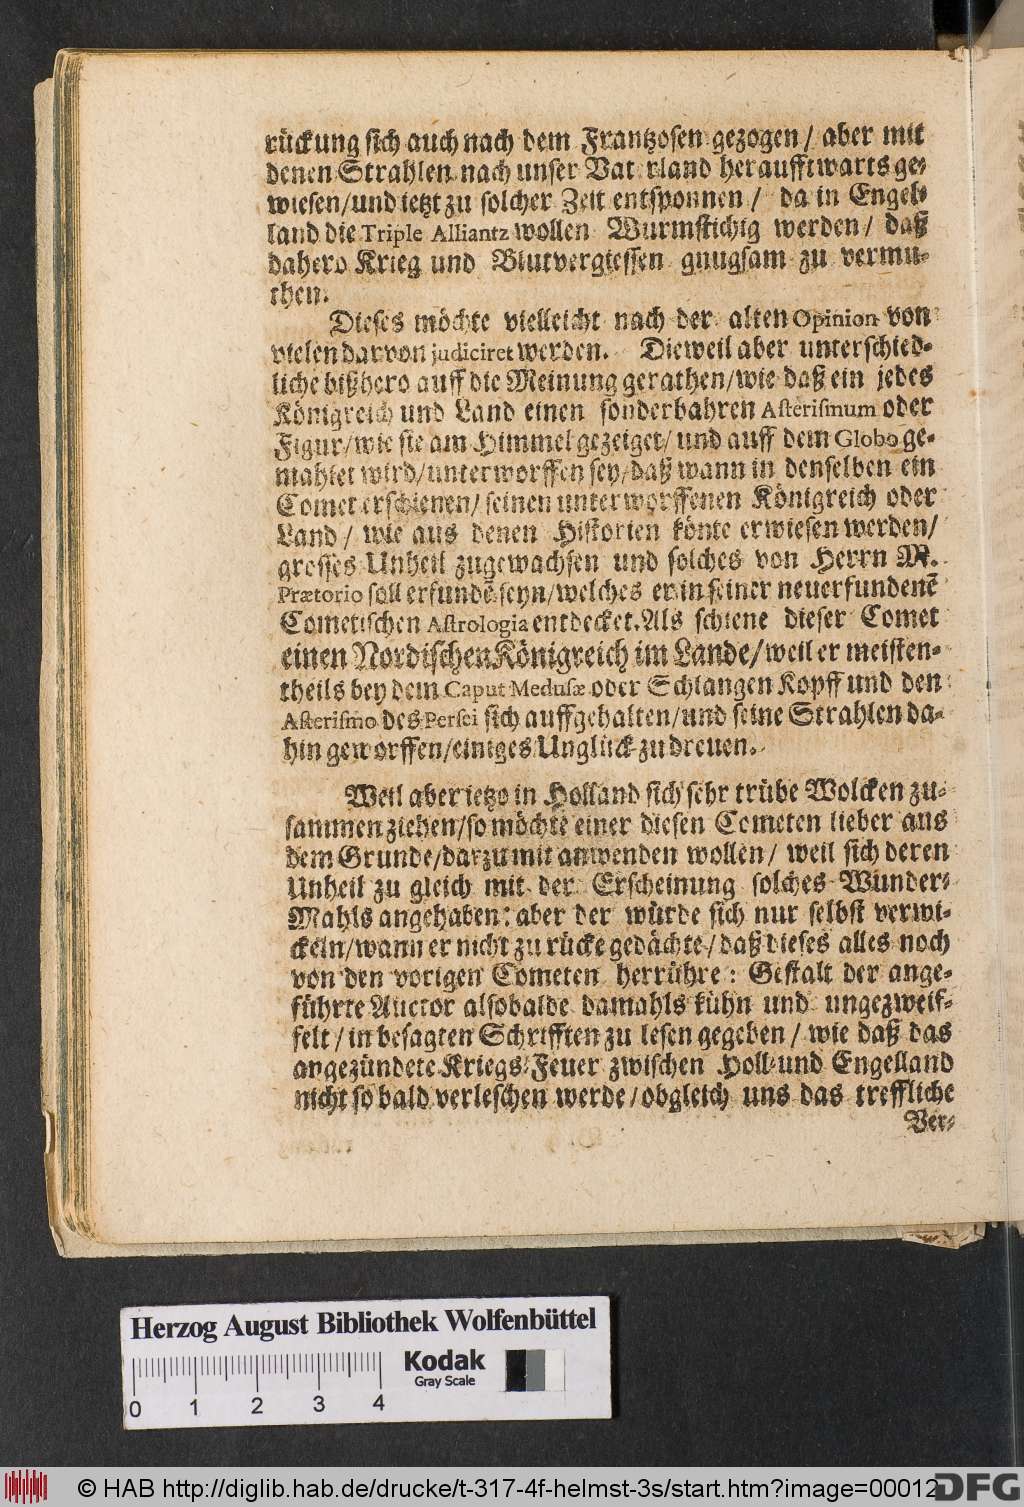 rückung sich auch nach dem Frantzosen gezogen / aber mit
denen Strahlen nach unser Vat rland herauffwarts ge-
wiesen/und ietzt zu solcher Zeit entsponnen / da in Engel-
land die Triple Alliantz wollen Wurmstichig werden / daß
dahero Krieg und Blutvergiessen gnugsam zu vermu-
then.
Dieses möchte vielleicht nach der alten Opinion von
vielen darvon judiciret werden. Dieweil aber unterschied-
liche bißhero auff die Meinung gerathen/wie daß ein jedes
Königreich und Land einen sonderbahren Asterismum oder
Figur/wie sie am Himmel gezeiget/ und auff dem Globo ge-
mahlet wird/unterworffen sey/daß wann in denselben ein
Comet erschienen/ seinen unterworffenen Königreich oder
Land / wie aus denen Historien könte erwiesen werden/
grosses Unheil zugewachsen und solches von Herrn M.
Prætorio soll erfundē seyn/welches er in seiner neuerfundenē
Cometischen Astrologia entdecket. Als schiene dieser Comet
einen Nordischen Königreich im Lande/weil er meisten-
theils bey dem Caput Medusæ oder Schlangen Kopff und den
Asterismo des Persei sich auffgehalten/und seine Strahlen da-
hin geworffen/einiges Unglück zu dreuen.
Weil aber ietzo in Holland sich sehr trübe Wolcken zu-
sammen ziehen/so möchte einer diesen Cometen lieber aus
dem Grunde/darzu mit anwenden wollen/ weil sich deren
Unheil zu gleich mit der Erscheinung solches Wunder-
Mahls angehaben: aber der würde sich nur selbst verwi-
ckeln/wann er nicht zu rücke gedächte/ daß dieses alles noch
von den vorigen Cometen herrühre: Gestalt der ange-
führte Auctor alsobalde damahls kühn und ungezweif-
felt / in besagten Schrifften zu lesen gegeben / wie daß das
angezündete Kriegs-Feuer zwischen Holl- und Engelland
nicht so bald verleschen werde / obgleich uns das treffliche
Ver-
Herzog August Bibliothek Wolfenbüttel
Kodak
Gray Scale
0 1 2 3 4
© HAB http://diglib.hab.de/drucke/t-317-4f-helmst-3s/start.htm?image=00012
DFG